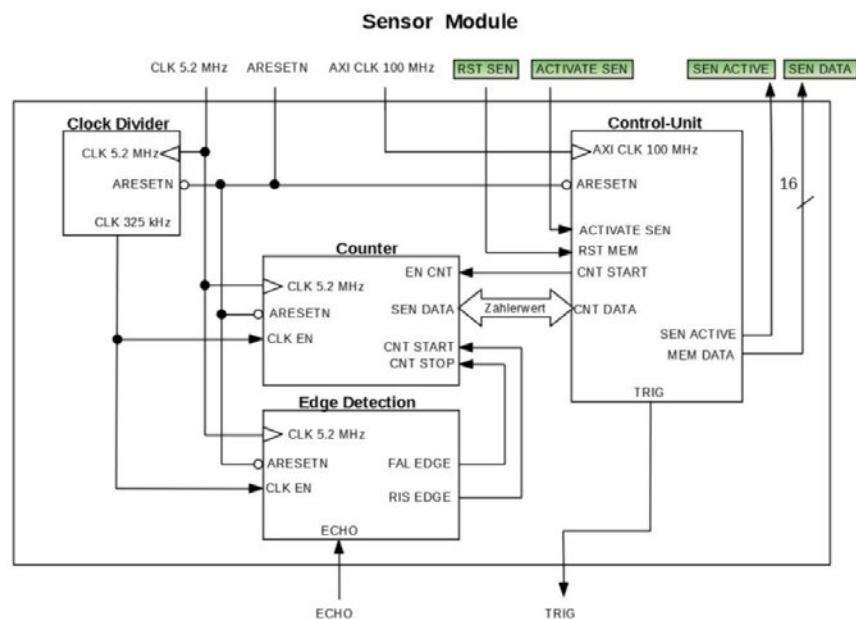 Sensor Module
CLK 5.2 MHz ARESETN AXI CLK 100 MHz RST SEN ACTIVATE SEN SEN ACTIVE SEN DATA
Clock Divider
CLK 5.2 MHz
ARESETN
CLK 325 kHz
Control-Unit
AXI CLK 100 MHz
ARESETN
ACTIVATE SEN
RST MEM
CNT START
CNT DATA
SEN ACTIVE
MEM DATA
TRIG
16
Counter
EN CNT
CLK 5.2 MHz
SEN DATA
ARESETN
CLK EN
CNT START
CNT STOP
Zählerwert
Edge Detection
CLK 5.2 MHz
ARESETN
FAL EDGE
CLK EN
RIS EDGE
ECHO
ECHO
TRIG